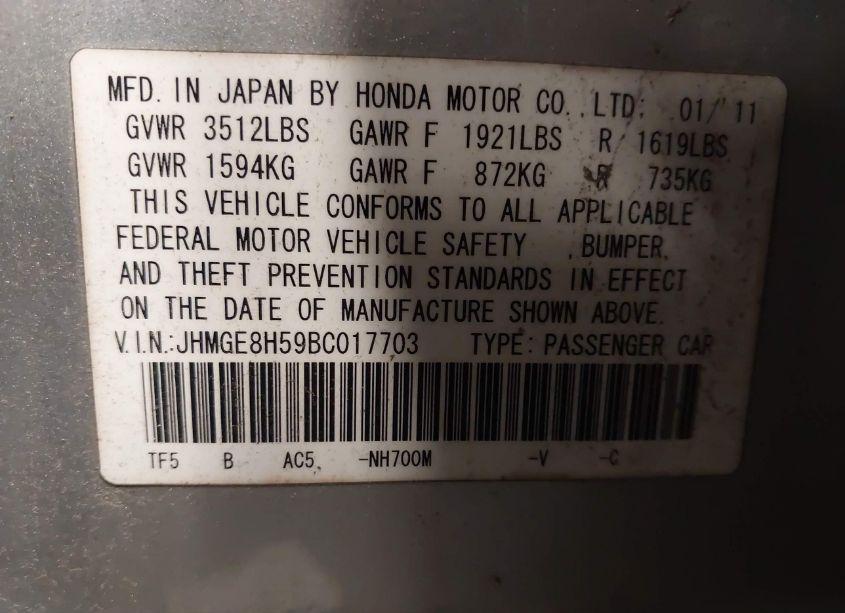 MFD. IN JAPAN BY HONDA MOTOR CO., LTD: 01/'11
GVWR 3512LBS GAWR F 1921LBS R 1619LBS
GVWR 1594KG GAWR F 872KG R 735KG
THIS VEHICLE CONFORMS TO ALL APPLICABLE
FEDERAL MOTOR VEHICLE SAFETY , BUMPER,
AND THEFT PREVENTION STANDARDS IN EFFECT
ON THE DATE OF MANUFACTURE SHOWN ABOVE.
V.I.N.:JHMGE8H59BC017703 TYPE: PASSENGER CAR
TF5 B AC5, -NH700M -V -C